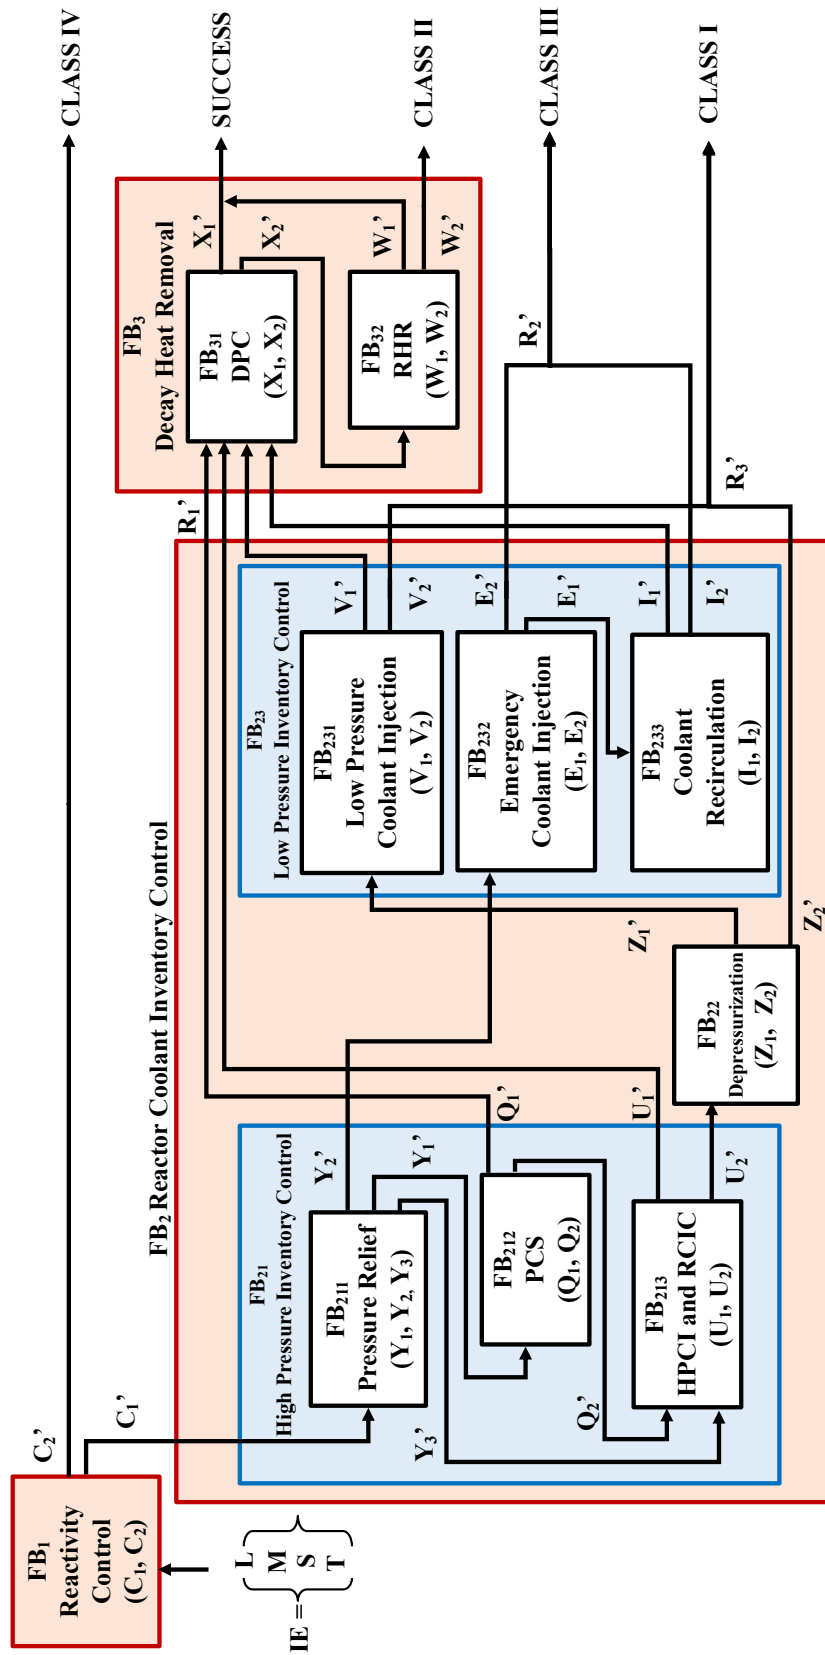 FB₁
Reactivity
Control
(C₁, C₂)
IE =
L
M
S
T
C₂'
C₁'
CLASS IV
FB₂ Reactor Coolant Inventory Control
FB₂₁
High Pressure Inventory Control
FB₂₁₁
Pressure Relief
(Y₁, Y₂, Y₃)
Y₂'
Y₁'
Y₃'
FB₂₁₂
PCS
(Q₁, Q₂)
Q₁'
Q₂'
FB₂₁₃
HPCI and RCIC
(U₁, U₂)
U₁'
U₂'
FB₂₂
Depressurization
(Z₁, Z₂)
Z₁'
Z₂'
FB₂₃
Low Pressure Inventory Control
FB₂₃₁
Low Pressure
Coolant Injection
(V₁, V₂)
V₁'
V₂'
FB₂₃₂
Emergency
Coolant Injection
(E₁, E₂)
E₂'
E₁'
FB₂₃₃
Coolant
Recirculation
(I₁, I₂)
I₁'
I₂'
R₁'
R₂'
R₃'
FB₃
Decay Heat Removal
FB₃₁
DPC
(X₁, X₂)
X₁'
X₂'
FB₃₂
RHR
(W₁, W₂)
W₁'
W₂'
SUCCESS
CLASS II
CLASS III
CLASS I